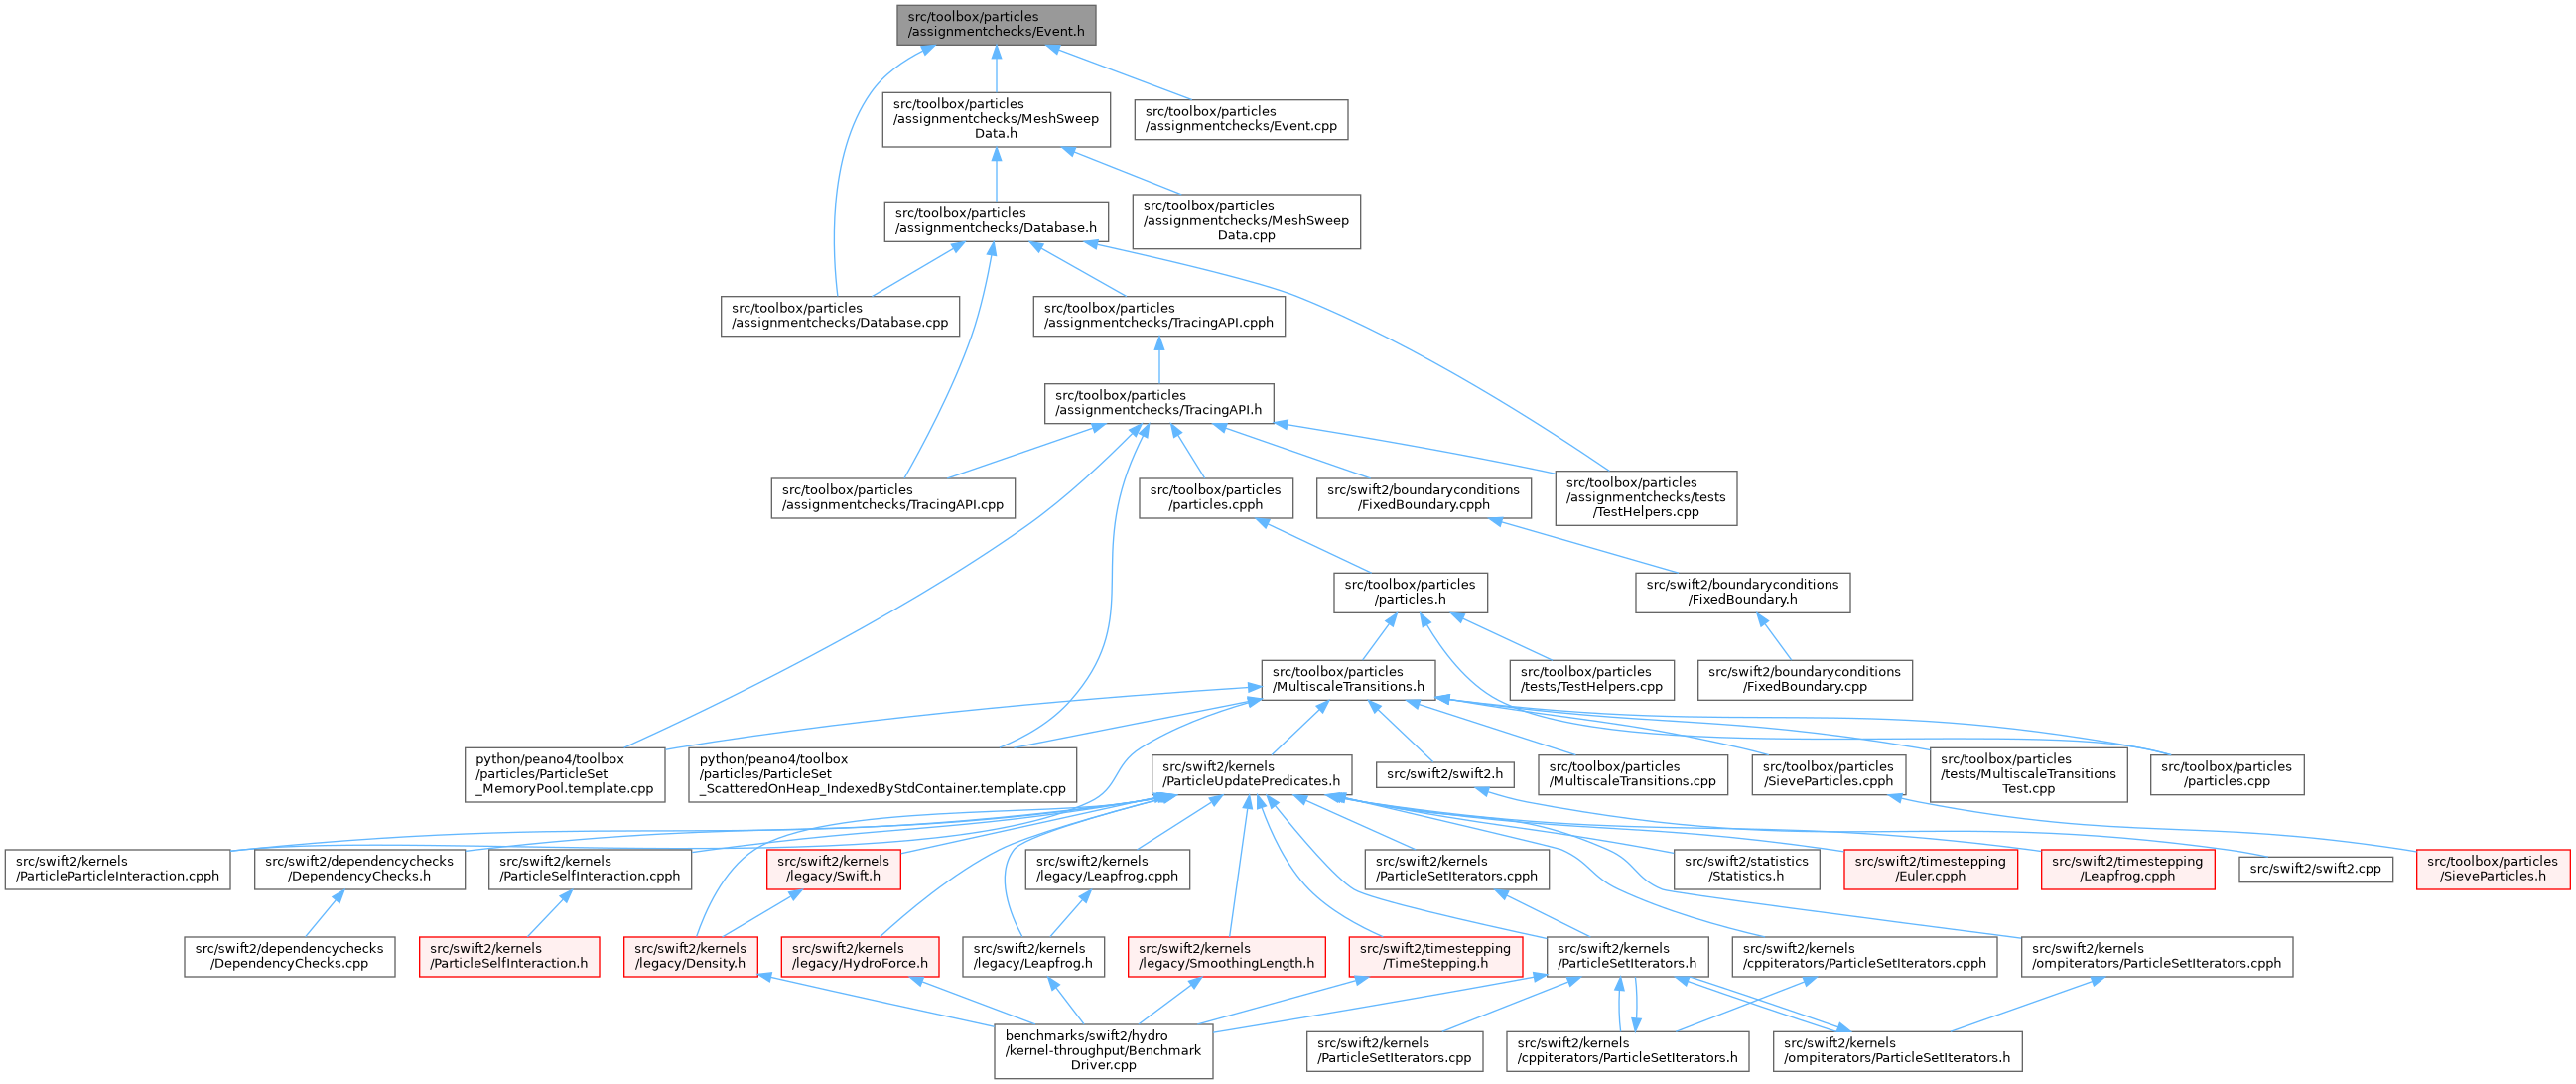 src/toolbox/particles
/assignmentchecks/Event.h
src/toolbox/particles
/assignmentchecks/MeshSweep
Data.h
src/toolbox/particles
/assignmentchecks/Event.cpp
src/toolbox/particles
/assignmentchecks/Database.h
src/toolbox/particles
/assignmentchecks/MeshSweep
Data.cpp
src/toolbox/particles
/assignmentchecks/Database.cpp
src/toolbox/particles
/assignmentchecks/TracingAPI.cpph
src/toolbox/particles
/assignmentchecks/TracingAPI.h
src/toolbox/particles
/assignmentchecks/TracingAPI.cpp
src/toolbox/particles
/particles.cpph
src/swift2/boundaryconditions
/FixedBoundary.cpph
src/toolbox/particles
/assignmentchecks/tests
/TestHelpers.cpp
src/toolbox/particles
/particles.h
src/swift2/boundaryconditions
/FixedBoundary.h
src/toolbox/particles
/MultiscaleTransitions.h
src/toolbox/particles
/tests/TestHelpers.cpp
src/swift2/boundaryconditions
/FixedBoundary.cpp
python/peano4/toolbox
/particles/ParticleSet
_MemoryPool.template.cpp
python/peano4/toolbox
/particles/ParticleSet
_ScatteredOnHeap_IndexedByStdContainer.template.cpp
src/swift2/kernels
/ParticleUpdatePredicates.h
src/swift2/swift2.h
src/toolbox/particles
/MultiscaleTransitions.cpp
src/toolbox/particles
/SieveParticles.cpph
src/toolbox/particles
/tests/MultiscaleTransitions
Test.cpp
src/toolbox/particles
/particles.cpp
src/swift2/kernels
/ParticleParticleInteraction.cpph
src/swift2/dependencychecks
/DependencyChecks.h
src/swift2/kernels
/ParticleSelfInteraction.cpph
src/swift2/kernels
/legacy/Swift.h
src/swift2/kernels
/legacy/Leapfrog.cpph
src/swift2/kernels
/ParticleSetIterators.cpph
src/swift2/statistics
/Statistics.h
src/swift2/timestepping
/Euler.cpph
src/swift2/timestepping
/Leapfrog.cpph
src/swift2/swift2.cpp
src/toolbox/particles
/SieveParticles.h
src/swift2/dependencychecks
/DependencyChecks.cpp
src/swift2/kernels
/ParticleSelfInteraction.h
src/swift2/kernels
/legacy/Density.h
src/swift2/kernels
/legacy/HydroForce.h
src/swift2/kernels
/legacy/Leapfrog.h
src/swift2/kernels
/legacy/SmoothingLength.h
src/swift2/timestepping
/TimeStepping.h
src/swift2/kernels
/ParticleSetIterators.h
src/swift2/kernels
/cppiterators/ParticleSetIterators.cpph
src/swift2/kernels
/ompiterators/ParticleSetIterators.cpph
benchmarks/swift2/hydro
/kernel-throughput/Benchmark
Driver.cpp
src/swift2/kernels
/ParticleSetIterators.cpp
src/swift2/kernels
/cppiterators/ParticleSetIterators.h
src/swift2/kernels
/ompiterators/ParticleSetIterators.h